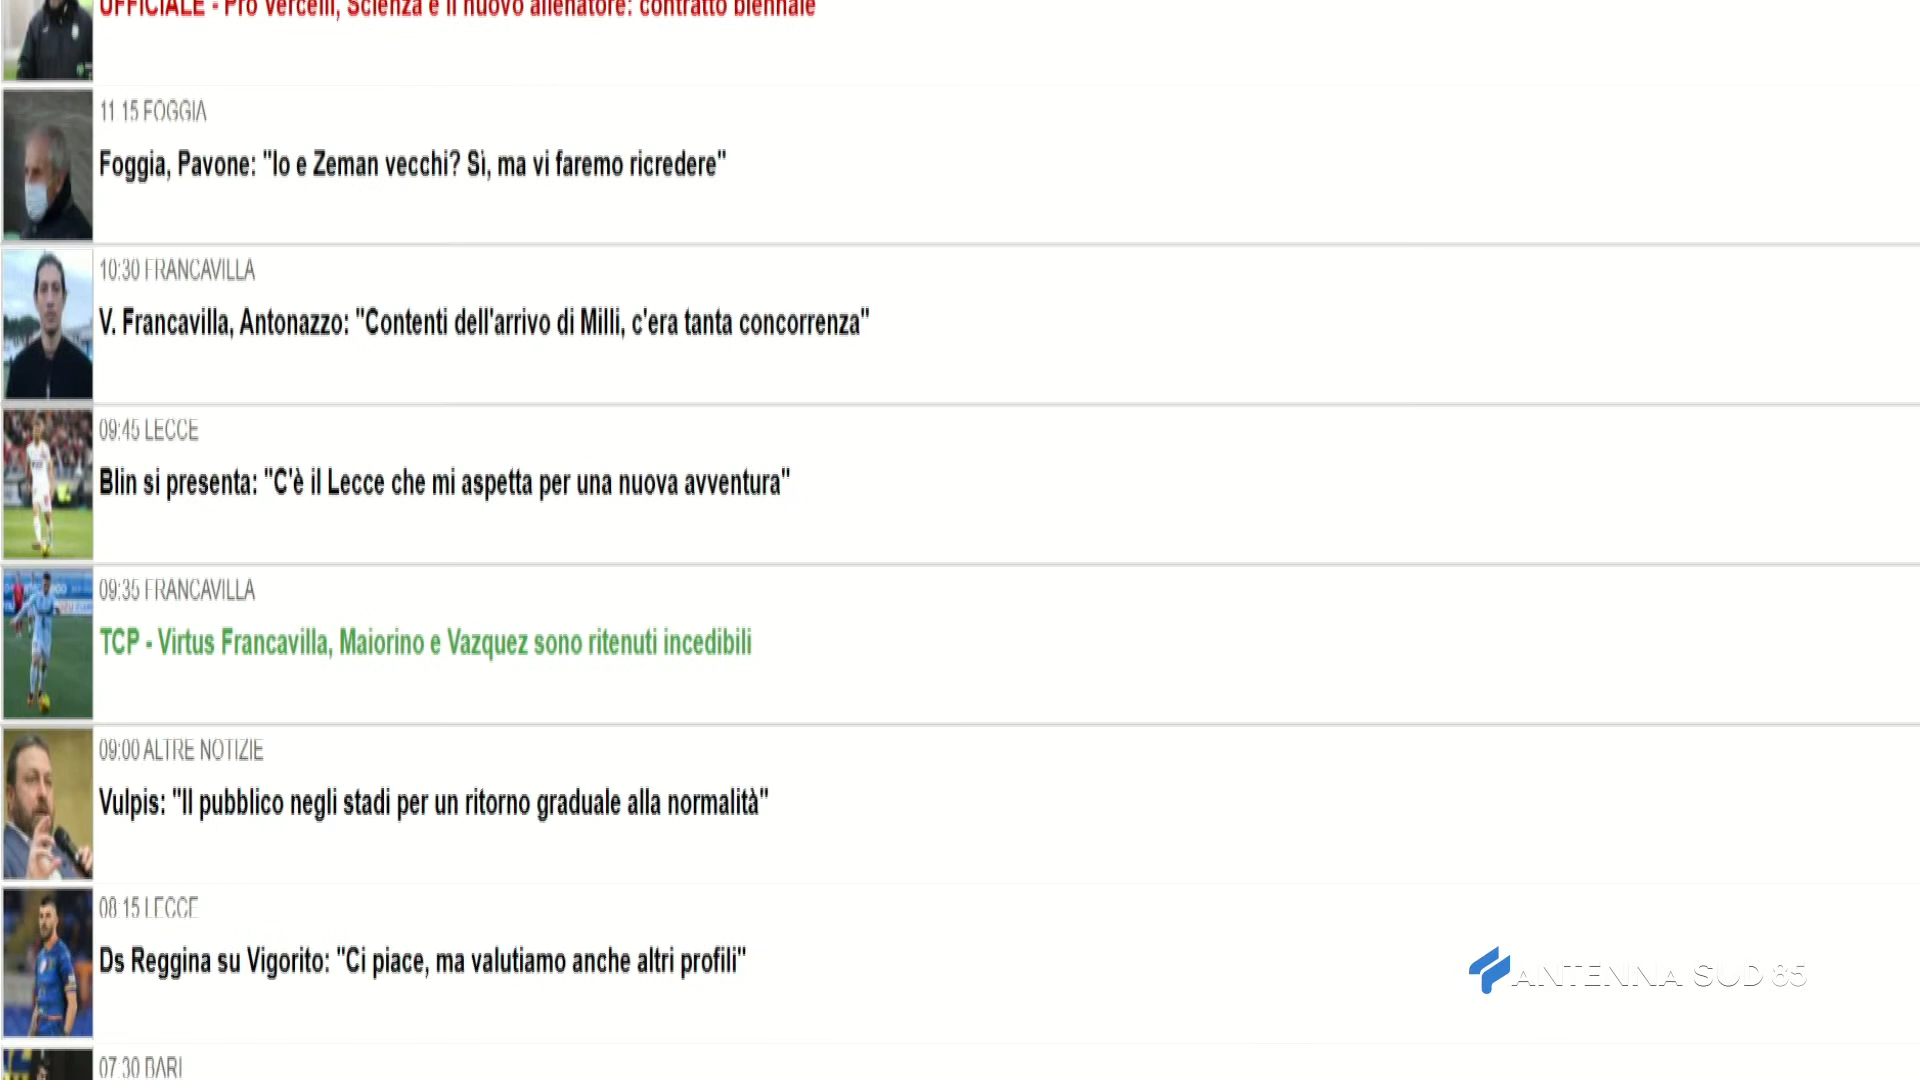 UFFICIALE - Pro Vercelli, Scienza è il nuovo allenatore: contratto biennale
11:15 FOGGIA
Foggia, Pavone: "Io e Zeman vecchi? Sì, ma vi faremo ricredere"
10:30 FRANCAVILLA
V. Francavilla, Antonazzo: "Contenti dell'arrivo di Milli, c'era tanta concorrenza"
09:45 LECCE
Blin si presenta: "C'è il Lecce che mi aspetta per una nuova avventura"
09:35 FRANCAVILLA
TCP - Virtus Francavilla, Maiorino e Vazquez sono ritenuti incedibili
09:00 ALTRE NOTIZIE
Vulpis: "Il pubblico negli stadi per un ritorno graduale alla normalità"
08:15 LECCE
Ds Reggina su Vigorito: "Ci piace, ma valutiamo anche altri profili"
ANTENNA SUD 85
07:30 BARI